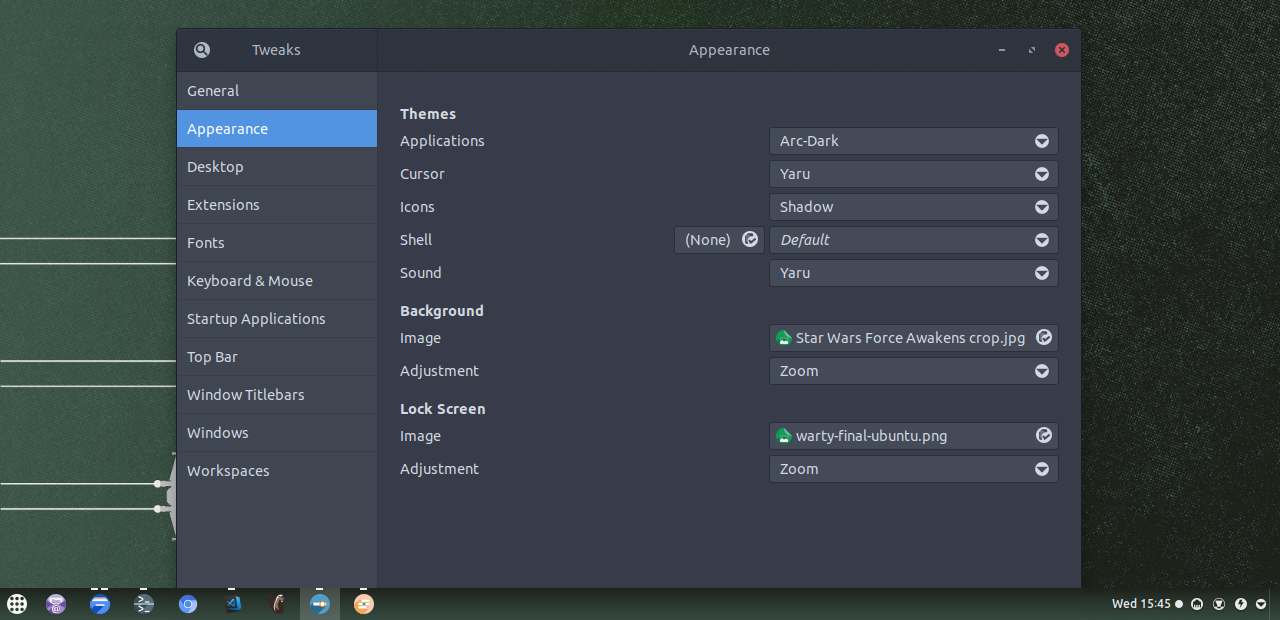 Tweaks
Appearance
General
Appearance
Desktop
Extensions
Fonts
Keyboard & Mouse
Startup Applications
Top Bar
Window Titlebars
Windows
Workspaces
Themes
Applications Arc-Dark
Cursor Yaru
Icons Shadow
Shell (None) Default
Sound Yaru
Background
Image Star Wars Force Awakens crop.jpg
Adjustment Zoom
Lock Screen
Image warty-final-ubuntu.png
Adjustment Zoom
Wed 15:45